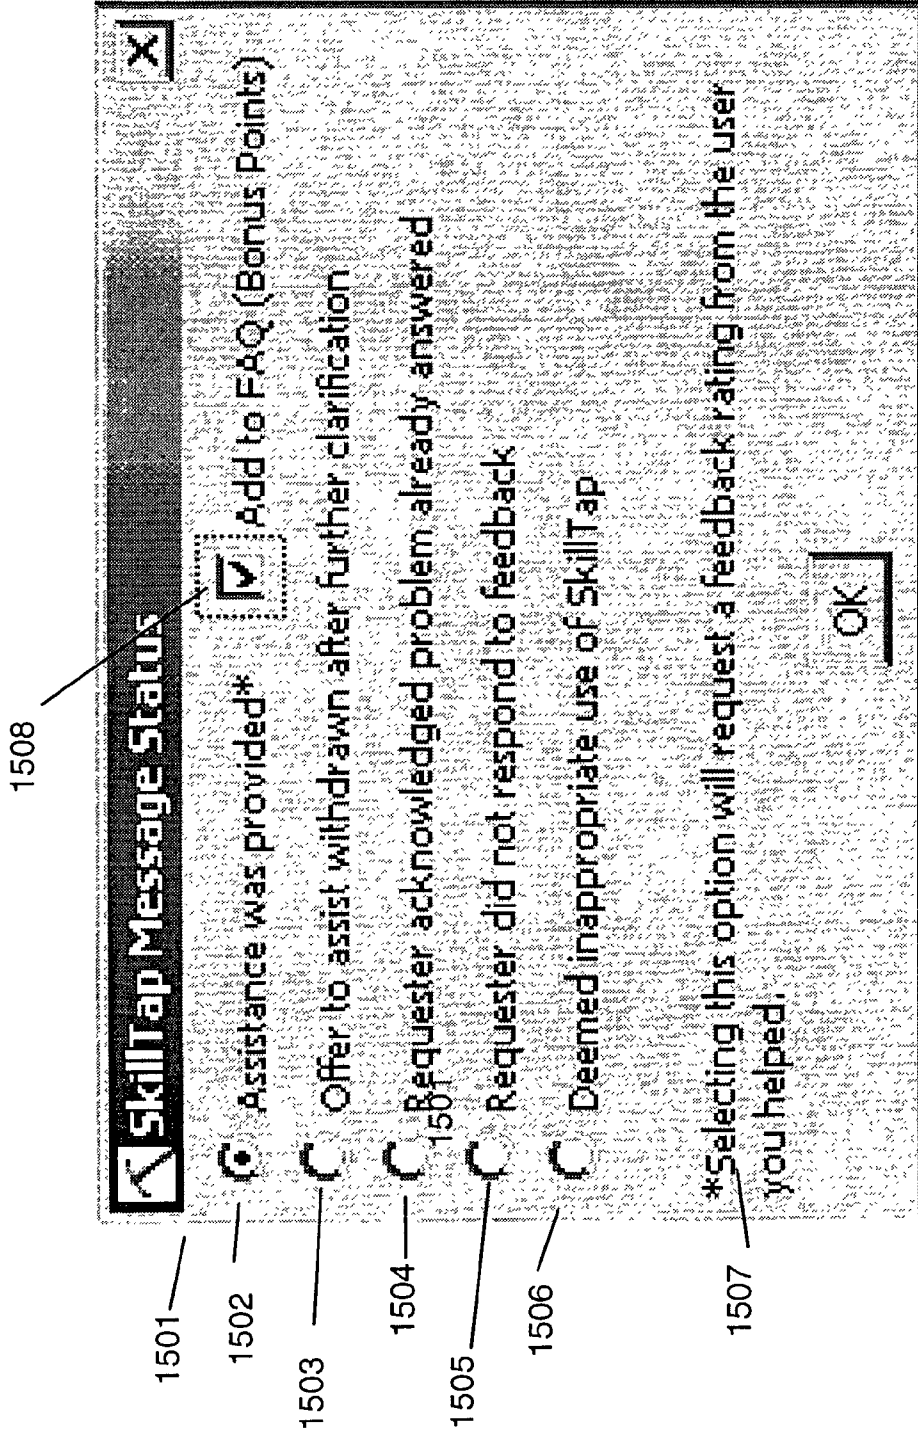 1508
SkillTap Message Status
X
1501
1502
Assistance was provided*
Add to FAQ (Bonus Points)
1503
Offer to assist withdrawn after further clarification
1504
Requester acknowledged problem already answered
1501
1505
Requester did not respond to feedback
1506
Deemed inappropriate use of SkillTap
1507
*Selecting this option will request a feedback rating from the user
you helped.
OK